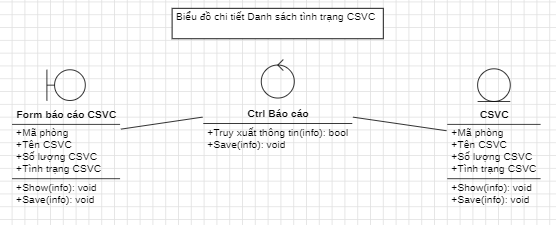 Biểu đồ chi tiết Danh sách tình trạng CSVC
Form báo cáo CSVC
+Mã phòng
+Tên CSVC
+Số lượng CSVC
+Tình trạng CSVC
+Show(info): void
+Save(info): void
Ctrl Báo cáo
+Truy xuất thông tin(info): bool
+Save(info): void
CSVC
+Mã phòng
+Tên CSVC
+Số lượng CSVC
+Tình trạng CSVC
+Show(info): void
+Save(info): void